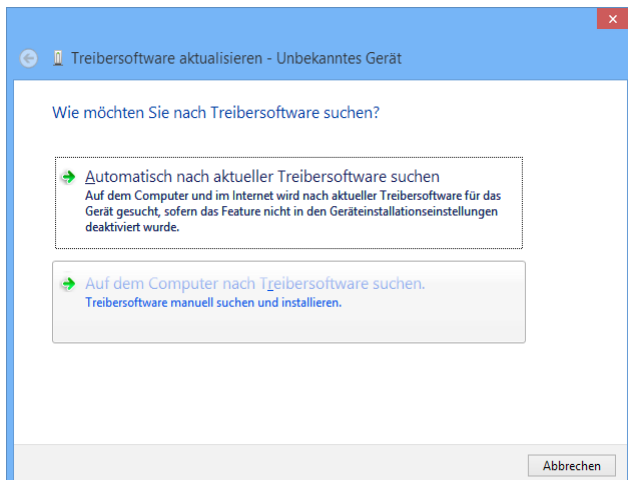 Treibersoftware aktualisieren - Unbekanntes Gerät
Wie möchten Sie nach Treibersoftware suchen?
Automatisch nach aktueller Treibersoftware suchen
Auf dem Computer und im Internet wird nach aktueller Treibersoftware für das
Gerät gesucht, sofern das Feature nicht in den Geräteinstallationseinstellungen
deaktiviert wurde.
Auf dem Computer nach Treibersoftware suchen.
Treibersoftware manuell suchen und installieren.
Abbrechen